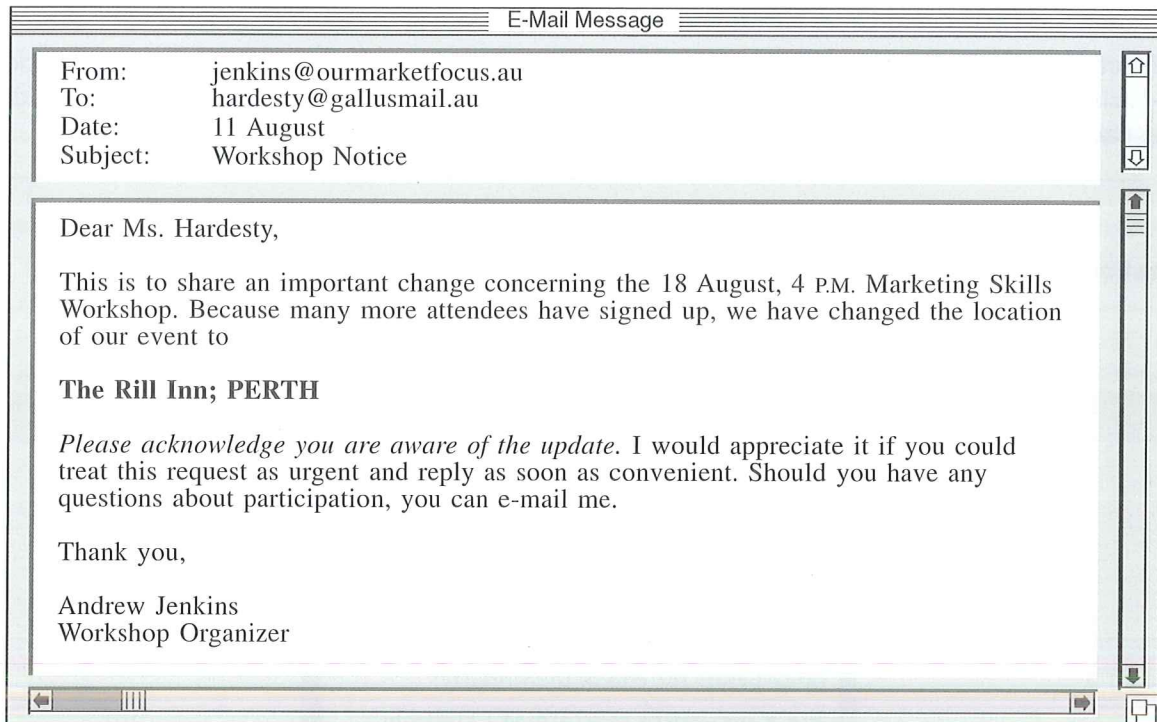 E-Mail Message
From: jenkins@ourmarketfocus.au
To: hardesty@gallusmail.au
Date: 11 August
Subject: Workshop Notice
Dear Ms. Hardesty,
This is to share an important change concerning the 18 August, 4 P.M. Marketing Skills
Workshop. Because many more attendees have signed up, we have changed the location
of our event to
The Rill Inn; PERTH
Please acknowledge you are aware of the update. I would appreciate it if you could
treat this request as urgent and reply as soon as convenient. Should you have any
questions about participation, you can e-mail me.
Thank you,
Andrew Jenkins
Workshop Organizer